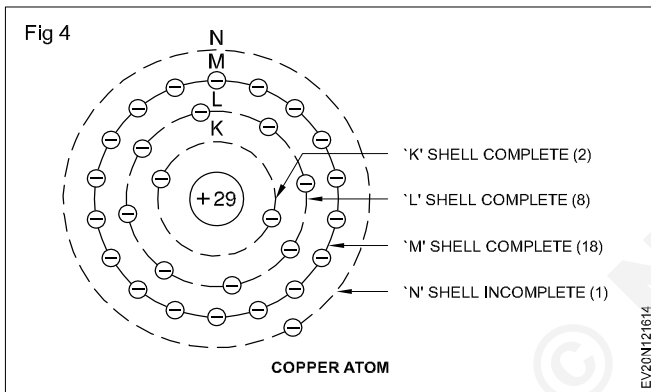 Fig 4
N
M
L
K
+29
`K' SHELL COMPLETE (2)
`L' SHELL COMPLETE (8)
`M' SHELL COMPLETE (18)
`N' SHELL INCOMPLETE (1)
COPPER ATOM
EV20N121614
©